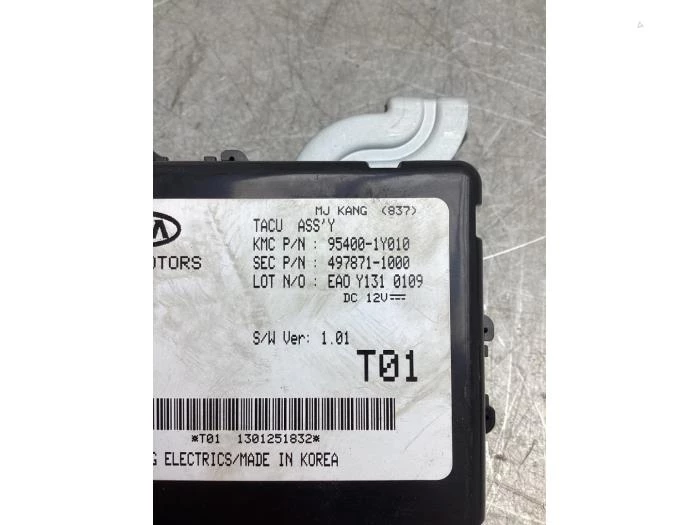 MJ KANG (837)
TACU ASS'Y
KMC P/N : 95400-1Y010
SEC P/N : 497871-1000
LOT N/O : EAO Y131 0109
DC 12V
S/W Ver: 1.01
T01
*T01 1301251832*
ELECTRICS/MADE IN KOREA